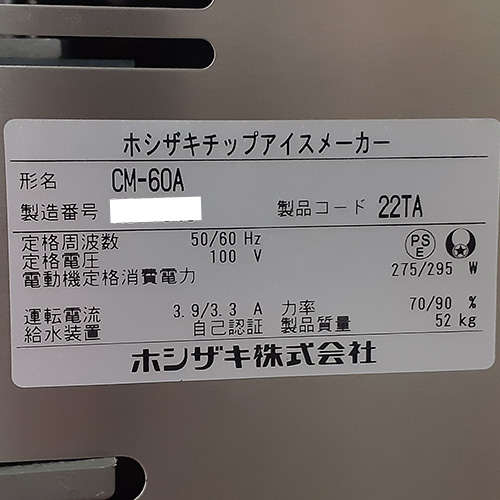 ホシザキチップアイスメーカー
形名 CM-60A
製造番号 製品コード 22TA
定格周波数 50/60 Hz
定格電圧 100 V
PS
E
電動機定格消費電力 275/295 W
運転電流 3.9/3.3 A 力率 70/90 %
給水装置 自己認証 製品質量 52 kg
ホシザキ株式会社